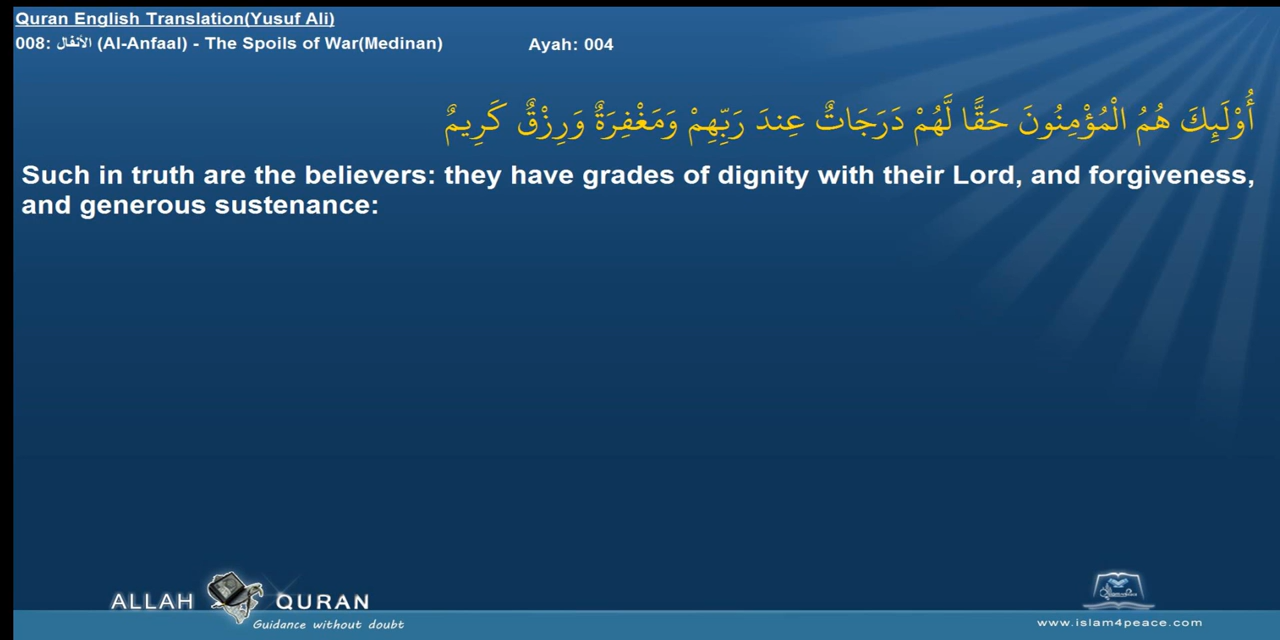 Quran English Translation(Yusuf Ali)
008: الأنفال (Al-Anfaal) - The Spoils of War(Medinan) Ayah: 004
أُوْلَـئِكَ هُمُ الْمُؤْمِنُونَ حَقًّا لَّهُمْ دَرَجَاتٌ عِندَ رَبِّهِمْ وَمَغْفِرَةٌ وَرِزْقٌ كَرِيمٌ
Such in truth are the believers: they have grades of dignity with their Lord, and forgiveness,
and generous sustenance:
ALLAH QURAN
Guidance without doubt
www.islam4peace.com